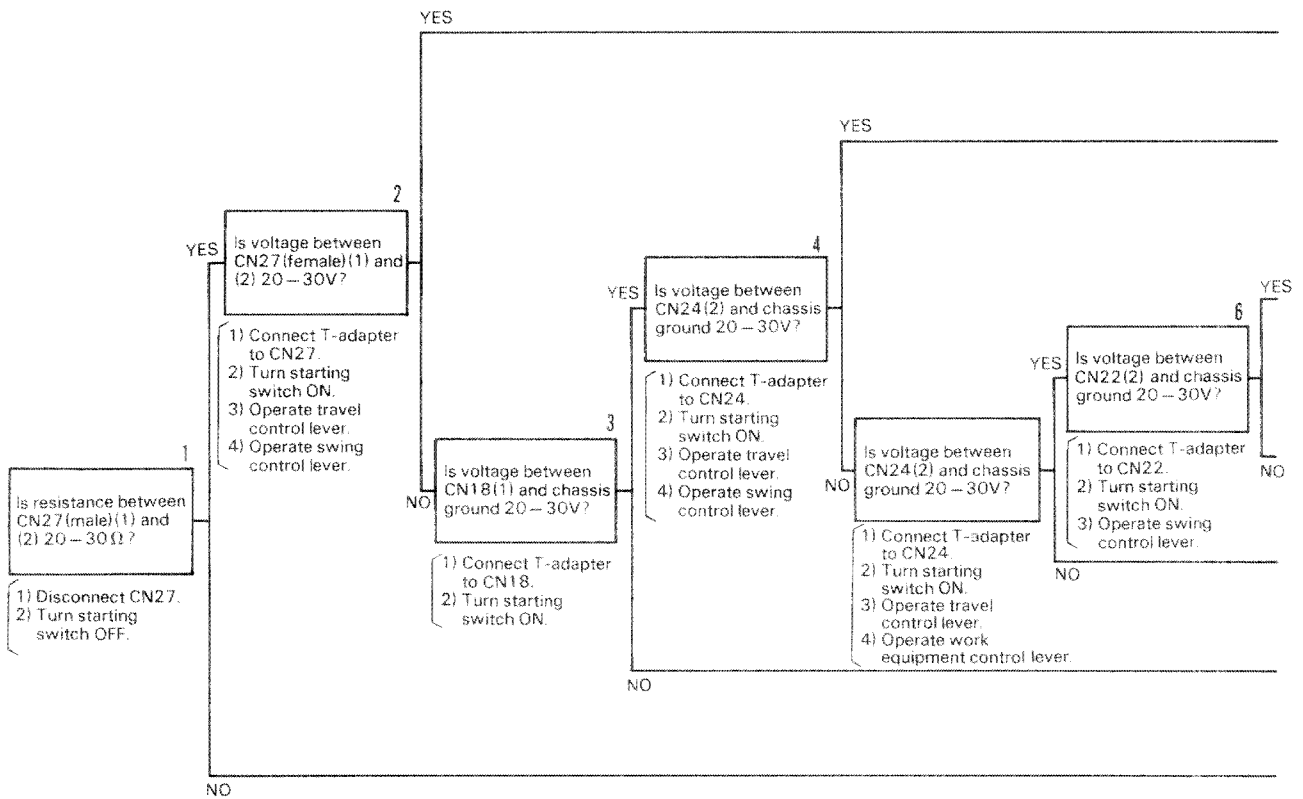 YES
YES
2
YES
Is voltage between
CN27(female)(1) and
(2) 20–30V?
1) Connect T-adapter
to CN27.
2) Turn starting
switch ON.
3) Operate travel
control lever.
4) Operate swing
control lever.
4
YES
Is voltage between
CN24(2) and chassis
ground 20–30V?
1) Connect T-adapter
to CN24.
2) Turn starting
switch ON.
3) Operate travel
control lever.
4) Operate swing
control lever.
YES
6
YES
Is voltage between
CN22(2) and chassis
ground 20–30V?
1) Connect T-adapter
to CN22.
2) Turn starting
switch ON.
3) Operate swing
control lever.
NO
1
Is resistance between
CN27(male)(1) and
(2) 20–30Ω?
1) Disconnect CN27.
2) Turn starting
switch OFF.
3
NO
Is voltage between
CN18(1) and chassis
ground 20–30V?
1) Connect T-adapter
to CN18.
2) Turn starting
switch ON.
NO
Is voltage between
CN24(2) and chassis
ground 20–30V?
1) Connect T-adapter
to CN24.
2) Turn starting
switch ON.
3) Operate travel
control lever.
4) Operate work
equipment control lever.
NO
NO
NO